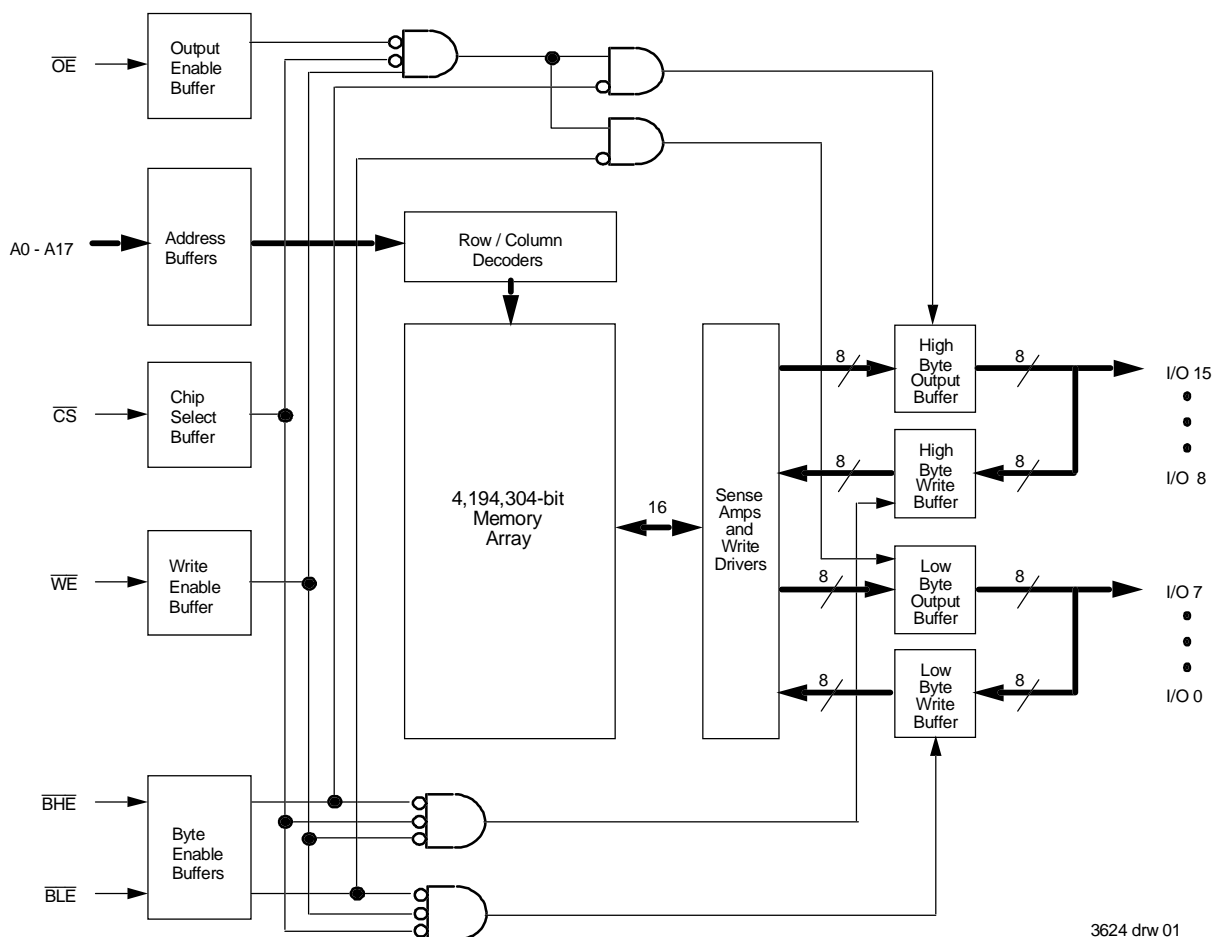 OE
Output
Enable
Buffer
A0 - A17
Address
Buffers
Row / Column
Decoders
CS
Chip
Select
Buffer
WE
Write
Enable
Buffer
4,194,304-bit
Memory
Array
16
Sense
Amps
and
Write
Drivers
8
High
Byte
Output
Buffer
8
I/O 15
8
High
Byte
Write
Buffer
8
I/O 8
8
Low
Byte
Output
Buffer
8
I/O 7
8
Low
Byte
Write
Buffer
8
I/O 0
BHE
Byte
Enable
Buffers
BLE
3624 drw 01